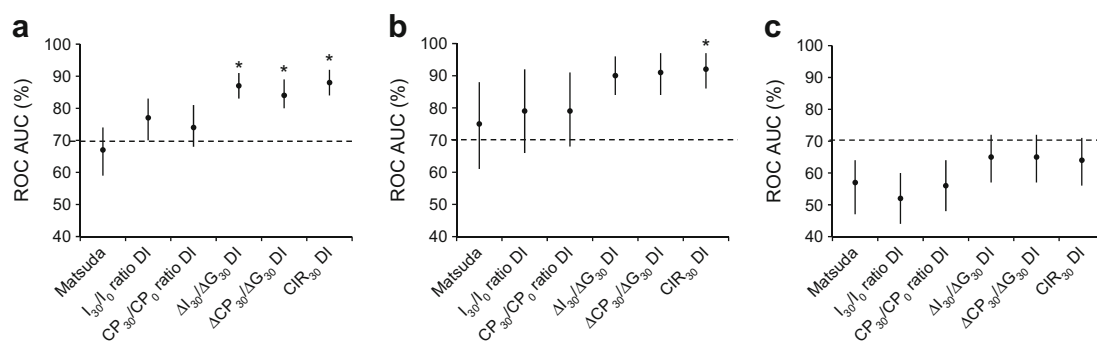 a
100
90
80
70
60
50
40
ROC AUC (%)
*
*
*
Matsuda
I₃₀/I₀ ratio DI
CP₃₀/CP₀ ratio DI
ΔI₃₀/ΔG₃₀ DI
ΔCP₃₀/ΔG₃₀ DI
CIR₃₀ DI
b
100
90
80
70
60
50
40
ROC AUC (%)
*
Matsuda
I₃₀/I₀ ratio DI
CP₃₀/CP₀ ratio DI
ΔI₃₀/ΔG₃₀ DI
ΔCP₃₀/ΔG₃₀ DI
CIR₃₀ DI
c
100
90
80
70
60
50
40
ROC AUC (%)
Matsuda
I₃₀/I₀ ratio DI
CP₃₀/CP₀ ratio DI
ΔI₃₀/ΔG₃₀ DI
ΔCP₃₀/ΔG₃₀ DI
CIR₃₀ DI